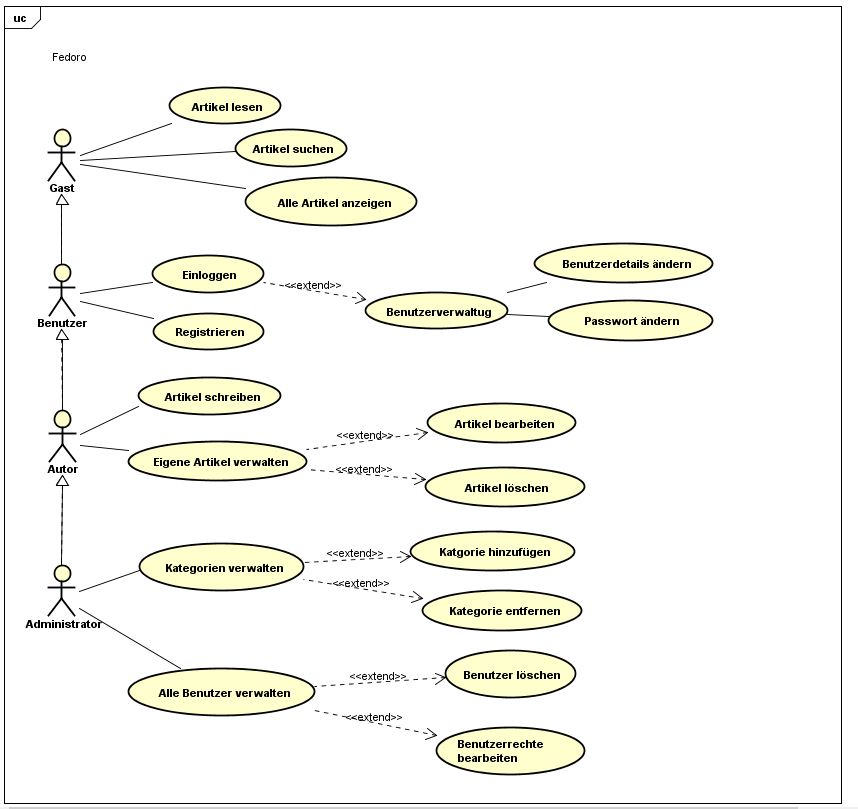 uc
Fedoro
Artikel lesen
Artikel suchen
Alle Artikel anzeigen
Gast
Einloggen
<<extend>>
Benutzerverwaltug
Benutzerdetails ändern
Passwort ändern
Registrieren
Benutzer
Artikel schreiben
Eigene Artikel verwalten
<<extend>>
Artikel bearbeiten
<<extend>>
Artikel löschen
Autor
Kategorien verwalten
<<extend>>
Katgorie hinzufügen
<<extend>>
Kategorie entfernen
Administrator
Alle Benutzer verwalten
<<extend>>
Benutzer löschen
<<extend>>
Benutzerrechte
bearbeiten